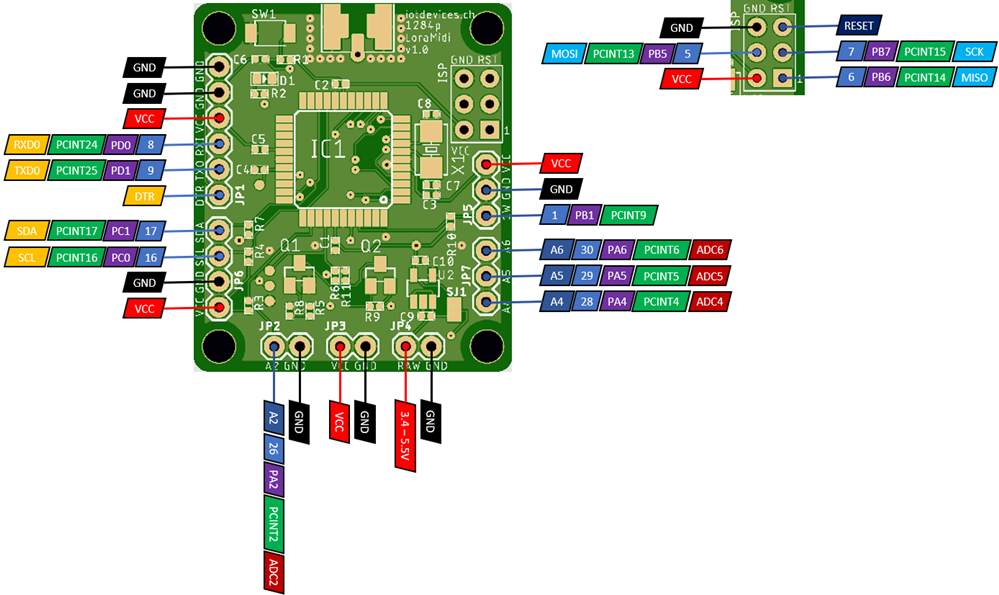 SW1
iotdevices.ch
1284p
LoraMidi
v1.0
ISP
GND RST
C6
R1
D1
R2
C2
C8
1
VCC
C5
C4
IC1
X1
C7
C3
GND
GND
VCC
RXI
TXO
DTR
JP1
GND
GND
VCC
RXD0 PCINT24 PD0 8
TXD0 PCINT25 PD1 9
DTR
SDA PCINT17 PC1 17
SCL PCINT16 PC0 16
GND
VCC
SDA
SCL
GND
VCC
JP6
R7
R4
R3
Q1
C1
Q2
R10
C10
U2
R6
R11
R8
R5
R9
C9
SJ1
VCC
GND
JP5
A6
A5
JP7
VCC
GND
1 PB1 PCINT9
A6 30 PA6 PCINT6 ADC6
A5 29 PA5 PCINT5 ADC5
A4 28 PA4 PCINT4 ADC4
JP2
JP3
JP4
A2 GND
VCC GND
RAW GND
A2 26 PA2 PCINT2 ADC2
GND
VCC
GND
3.4 – 5.5V
GND
GND RST
ISP
GND
RESET
MOSI PCINT13 PB5 5
7 PB7 PCINT15 SCK
VCC
6 PB6 PCINT14 MISO
1